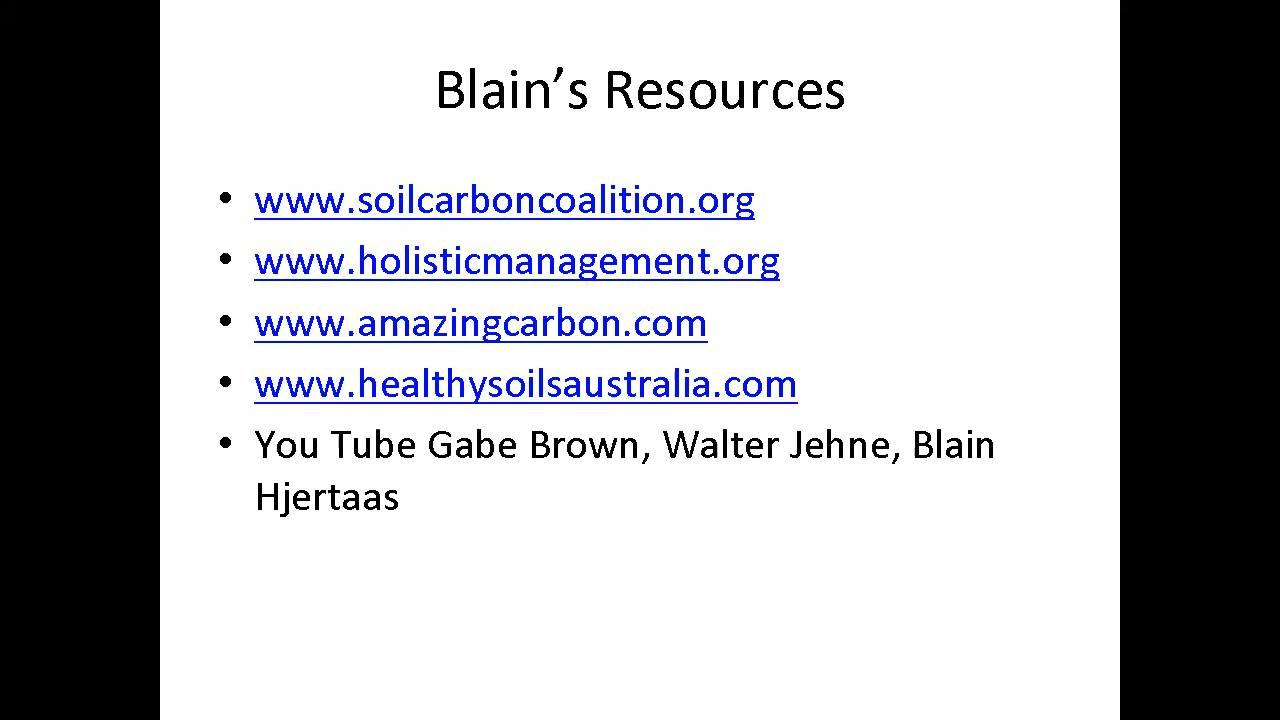 Blain’s Resources
• www.soilcarboncoalition.org
• www.holisticmanagement.org
• www.amazingcarbon.com
• www.healthysoilsaustralia.com
• You Tube Gabe Brown, Walter Jehne, Blain
Hjertaas